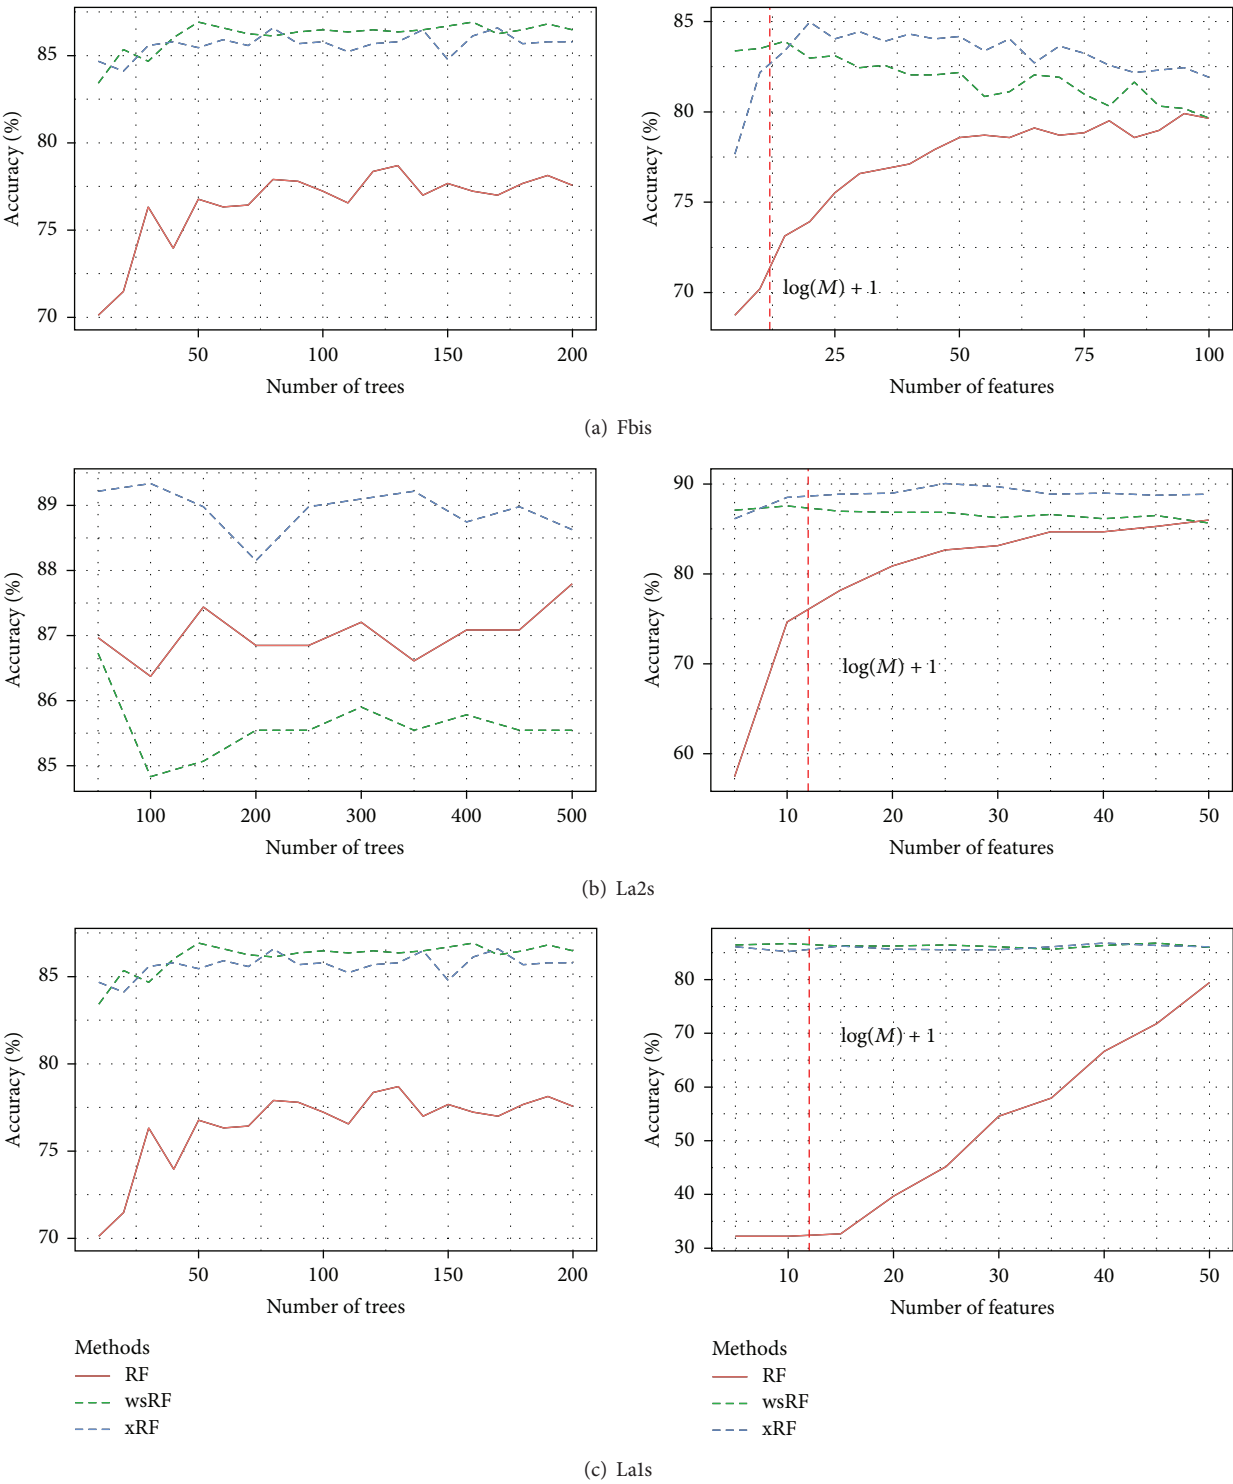 85
80
75
70
Accuracy (%)
50 100 150 200
Number of trees
85
80
75
70
Accuracy (%)
log(M) + 1
25 50 75 100
Number of features
(a) Fbis
89
88
87
86
85
Accuracy (%)
100 200 300 400 500
Number of trees
90
80
70
60
Accuracy (%)
log(M) + 1
10 20 30 40 50
Number of features
(b) La2s
85
80
75
70
Accuracy (%)
50 100 150 200
Number of trees
Methods
RF
wsRF
xRF
80
70
60
50
40
30
Accuracy (%)
log(M) + 1
10 20 30 40 50
Number of features
Methods
RF
wsRF
xRF
(c) La1s